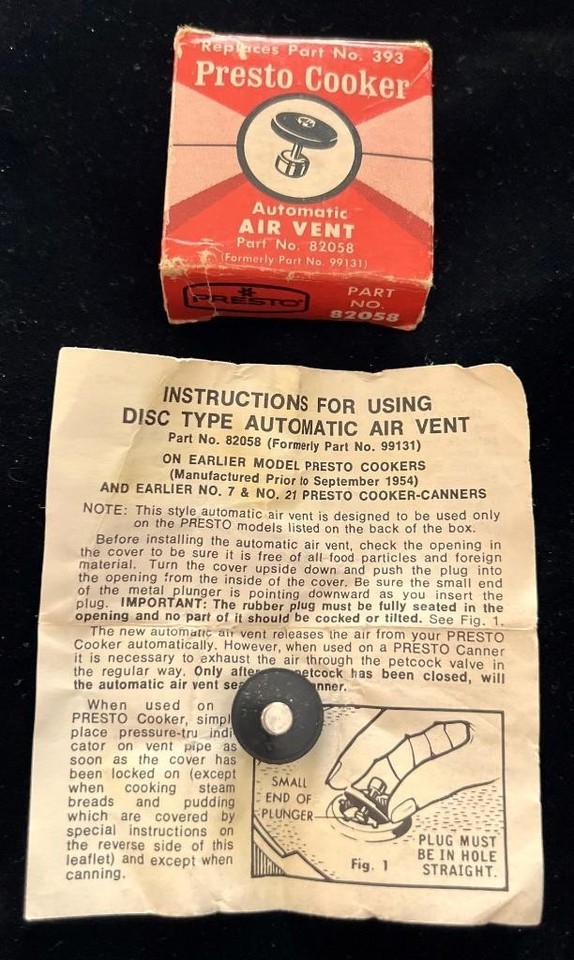 Replaces Part No. 393
Presto Cooker
Automatic
AIR VENT
Part No. 82058
(Formerly Part No. 99131)
PRESTO
PART
NO.
82058
INSTRUCTIONS FOR USING
DISC TYPE AUTOMATIC AIR VENT
Part No. 82058 (Formerly Part No. 99131)
ON EARLIER MODEL PRESTO COOKERS
(Manufactured Prior to September 1954)
AND EARLIER NO. 7 & NO. 21 PRESTO COOKER-CANNERS
NOTE: This style automatic air vent is designed to be used only
on the PRESTO models listed on the back of the box.
Before installing the automatic air vent, check the opening in
the cover to be sure it is free of all food particles and foreign
material. Turn the cover upside down and push the plug into
the opening from the inside of the cover. Be sure the small end
of the metal plunger is pointing downward as you insert the
plug. IMPORTANT: The rubber plug must be fully seated in the
opening and no part of it should be cocked or tilted. See Fig. 1.
The new automatic air vent releases the air from your PRESTO
Cooker automatically. However, when used on a PRESTO Canner
it is necessary to exhaust the air through the petcock valve in
the regular way. Only petcock has been closed, will
the automatic air vent
When used on
PRESTO Cooker,
place pressure-tru indi
cator on vent pipe as
soon as the cover has
been locked on (except
when cooking steam
breads and pudding
which are covered by
special instructions on
the reverse side of this
leaflet) and except when
canning.
SMALL
END OF
PLUNGER
PLUG MUST
BE IN HOLE
STRAIGHT.
Fig. 1